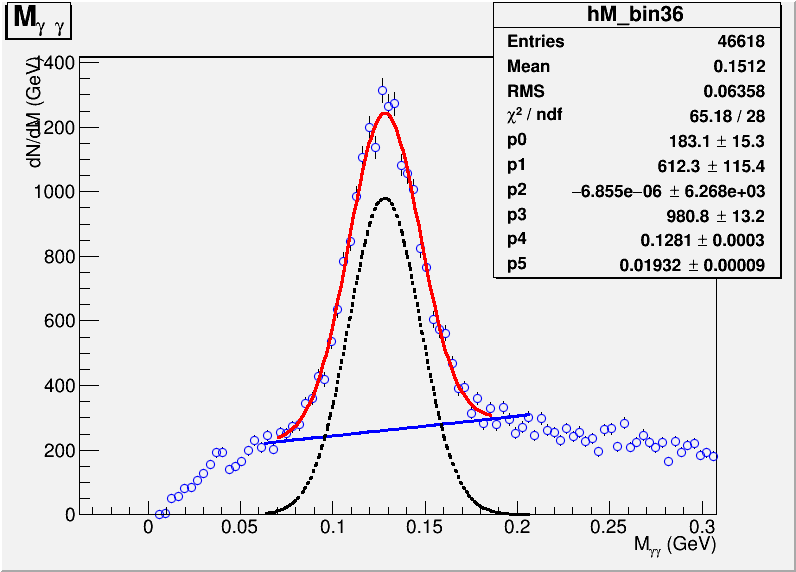 Mγ γ
hM_bin36
Entries 46618
Mean 0.1512
RMS 0.06358
χ² / ndf 65.18 / 28
p0 183.1 ± 15.3
p1 612.3 ± 115.4
p2 −6.855e−06 ± 6.268e+03
p3 980.8 ± 13.2
p4 0.1281 ± 0.0003
p5 0.01932 ± 0.00009
dN/dM (GeV)
1400
1200
1000
800
600
400
200
0
0 0.05 0.1 0.15 0.2 0.25 0.3
Mγγ (GeV)